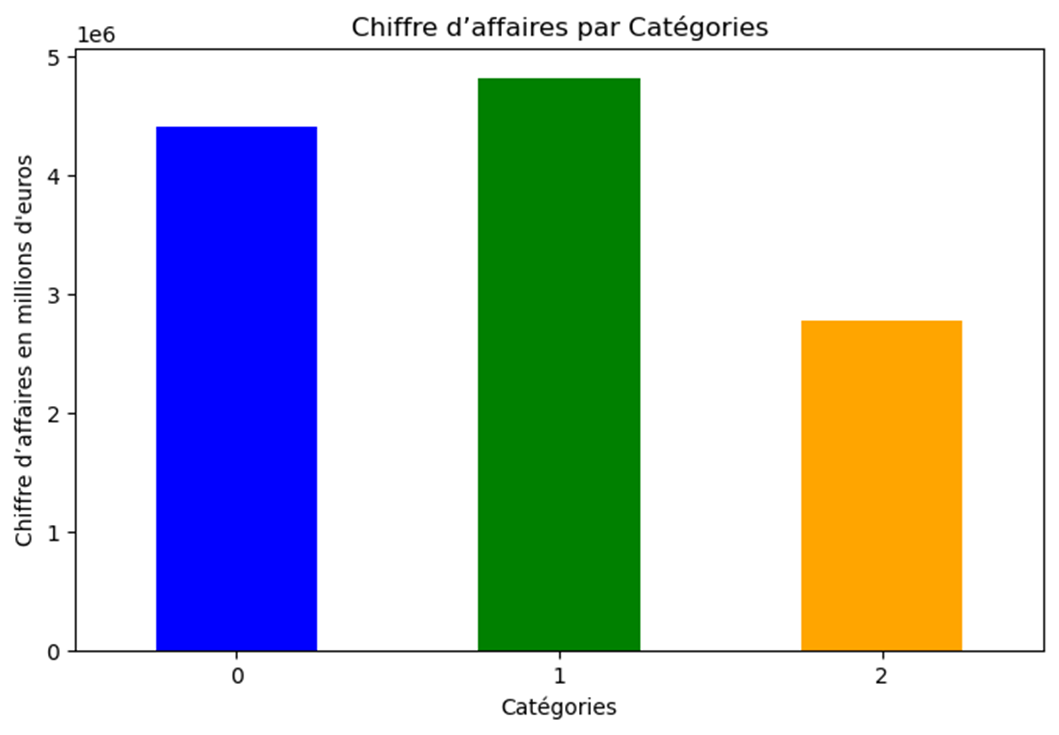 Chiffre d’affaires par Catégories
1e6
5
4
3
2
1
0
Chiffre d’affaires en millions d'euros
0 1 2
Catégories